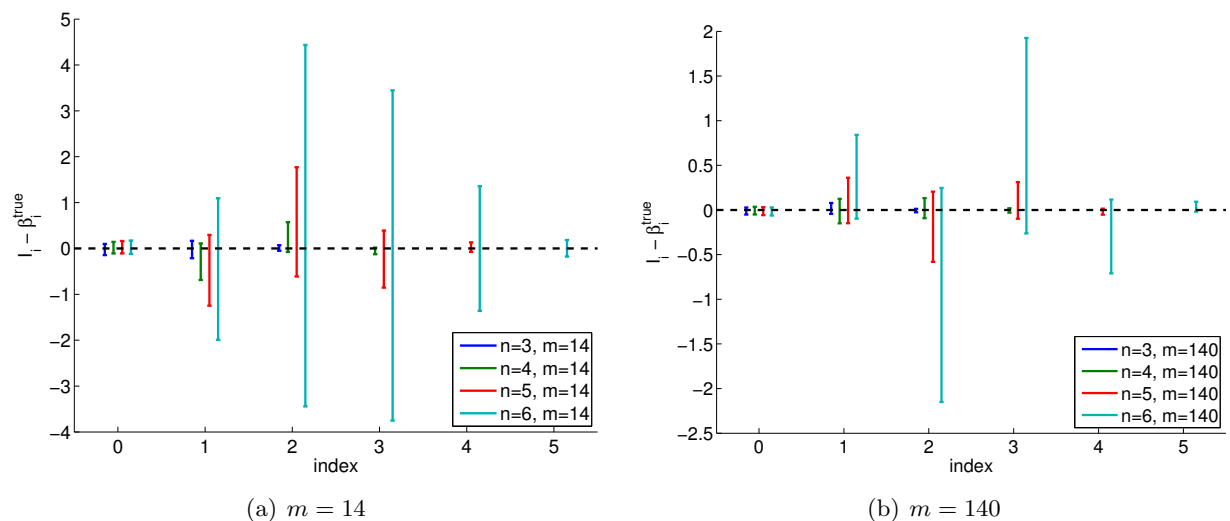 5
4
3
2
1
0
−1
−2
−3
−4
I_i − β_i^true
0 1 2 3 4 5
index
n=3, m=14
n=4, m=14
n=5, m=14
n=6, m=14
(a) m = 14
2
1.5
1
0.5
0
−0.5
−1
−1.5
−2
−2.5
I_i − β_i^true
0 1 2 3 4 5
index
n=3, m=140
n=4, m=140
n=5, m=140
n=6, m=140
(b) m = 140